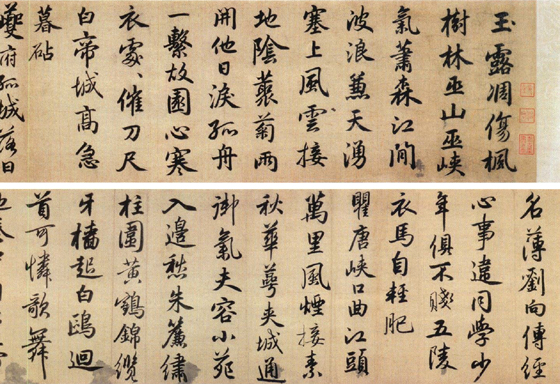 玉露凋傷楓
樹林巫山巫峽
氣蕭森江間
波浪兼天湧
塞上風雲接
地陰藂菊兩
開他日淚孤舟
一繫故園心寒
衣處〻催刀尺
白帝城高急
暮砧
夔府孤城落日
名薄劉向傳經
心事違同學少
年俱不賤五陵
衣馬自輕肥
瞿唐峽口曲江頭
萬里風煙接素
秋華萼夾城通
御氣夫容小苑
入邊愁朱簾繡
柱圍黃鶴錦纜
牙檣起白鷗迴
首可憐歌舞